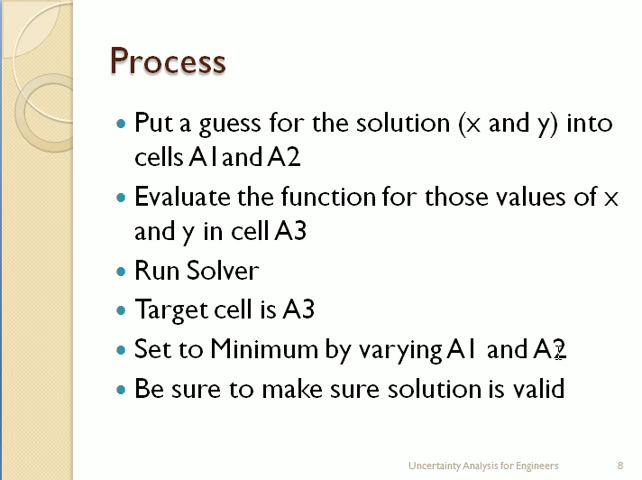 Process
• Put a guess for the solution (x and y) into
cells A1and A2
• Evaluate the function for those values of x
and y in cell A3
• Run Solver
• Target cell is A3
• Set to Minimum by varying A1 and A2
• Be sure to make sure solution is valid
Uncertainty Analysis for Engineers 8